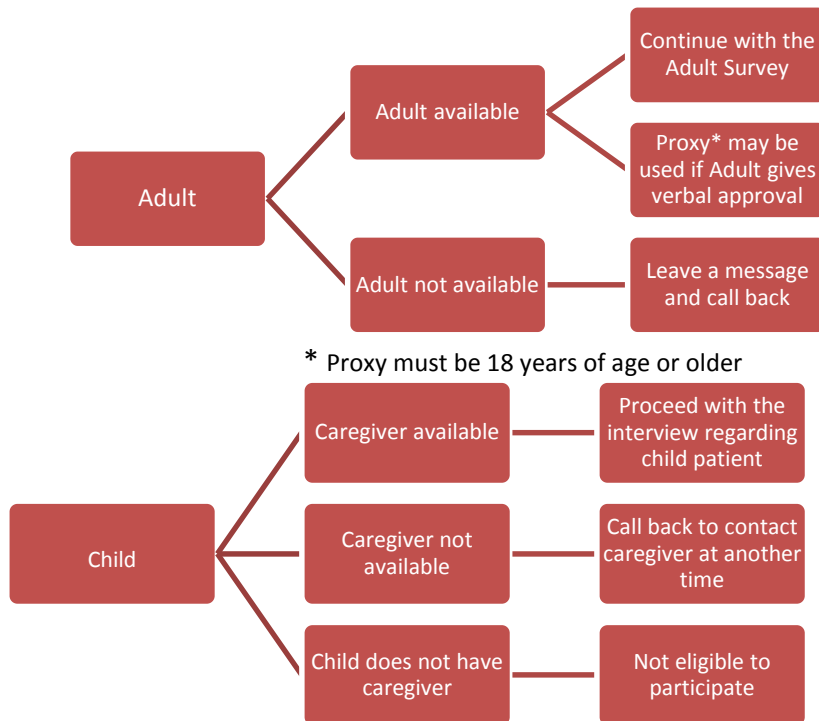 Adult
Adult available
Continue with the
Adult Survey
Proxy* may be
used if Adult gives
verbal approval
Adult not available
Leave a message
and call back
* Proxy must be 18 years of age or older
Child
Caregiver available
Proceed with the
interview regarding
child patient
Caregiver not
available
Call back to contact
caregiver at another
time
Child does not have
caregiver
Not eligible to
participate